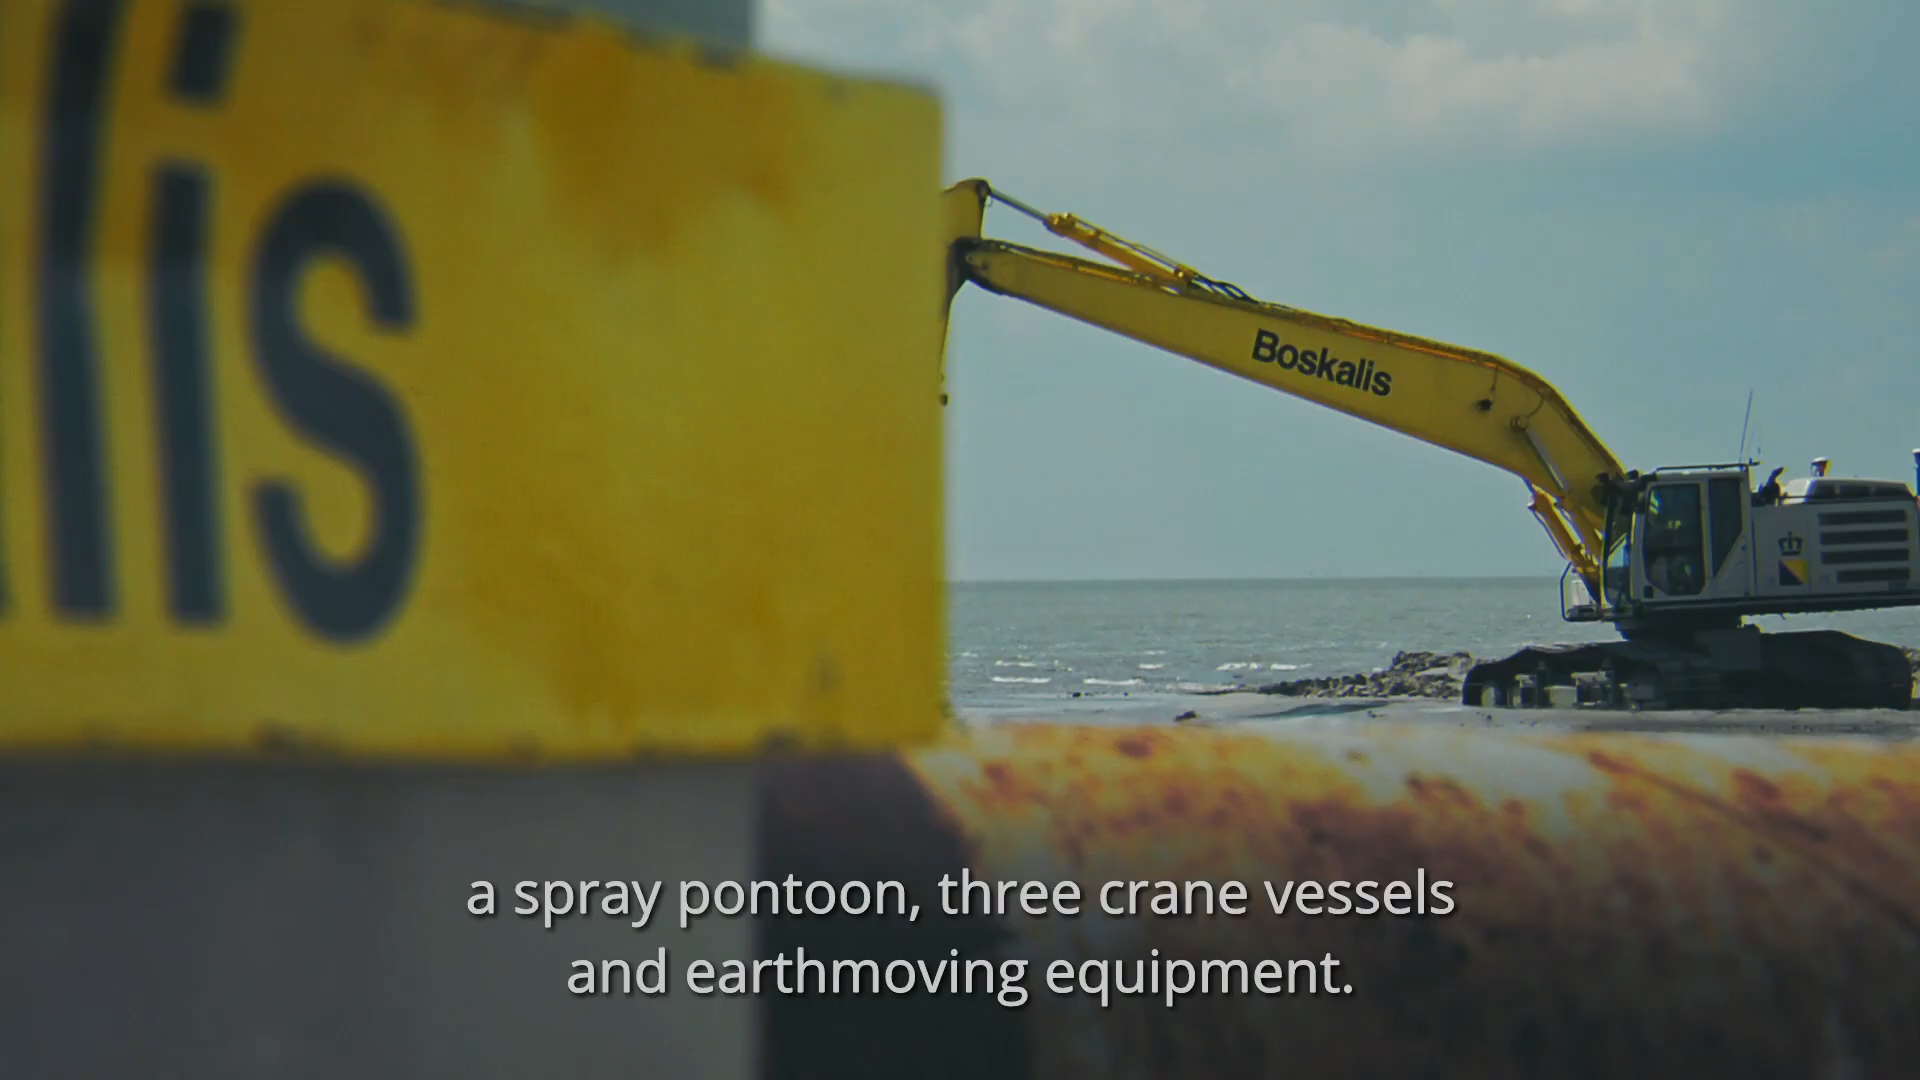 lis
Boskalis
a spray pontoon, three crane vessels
and earthmoving equipment.